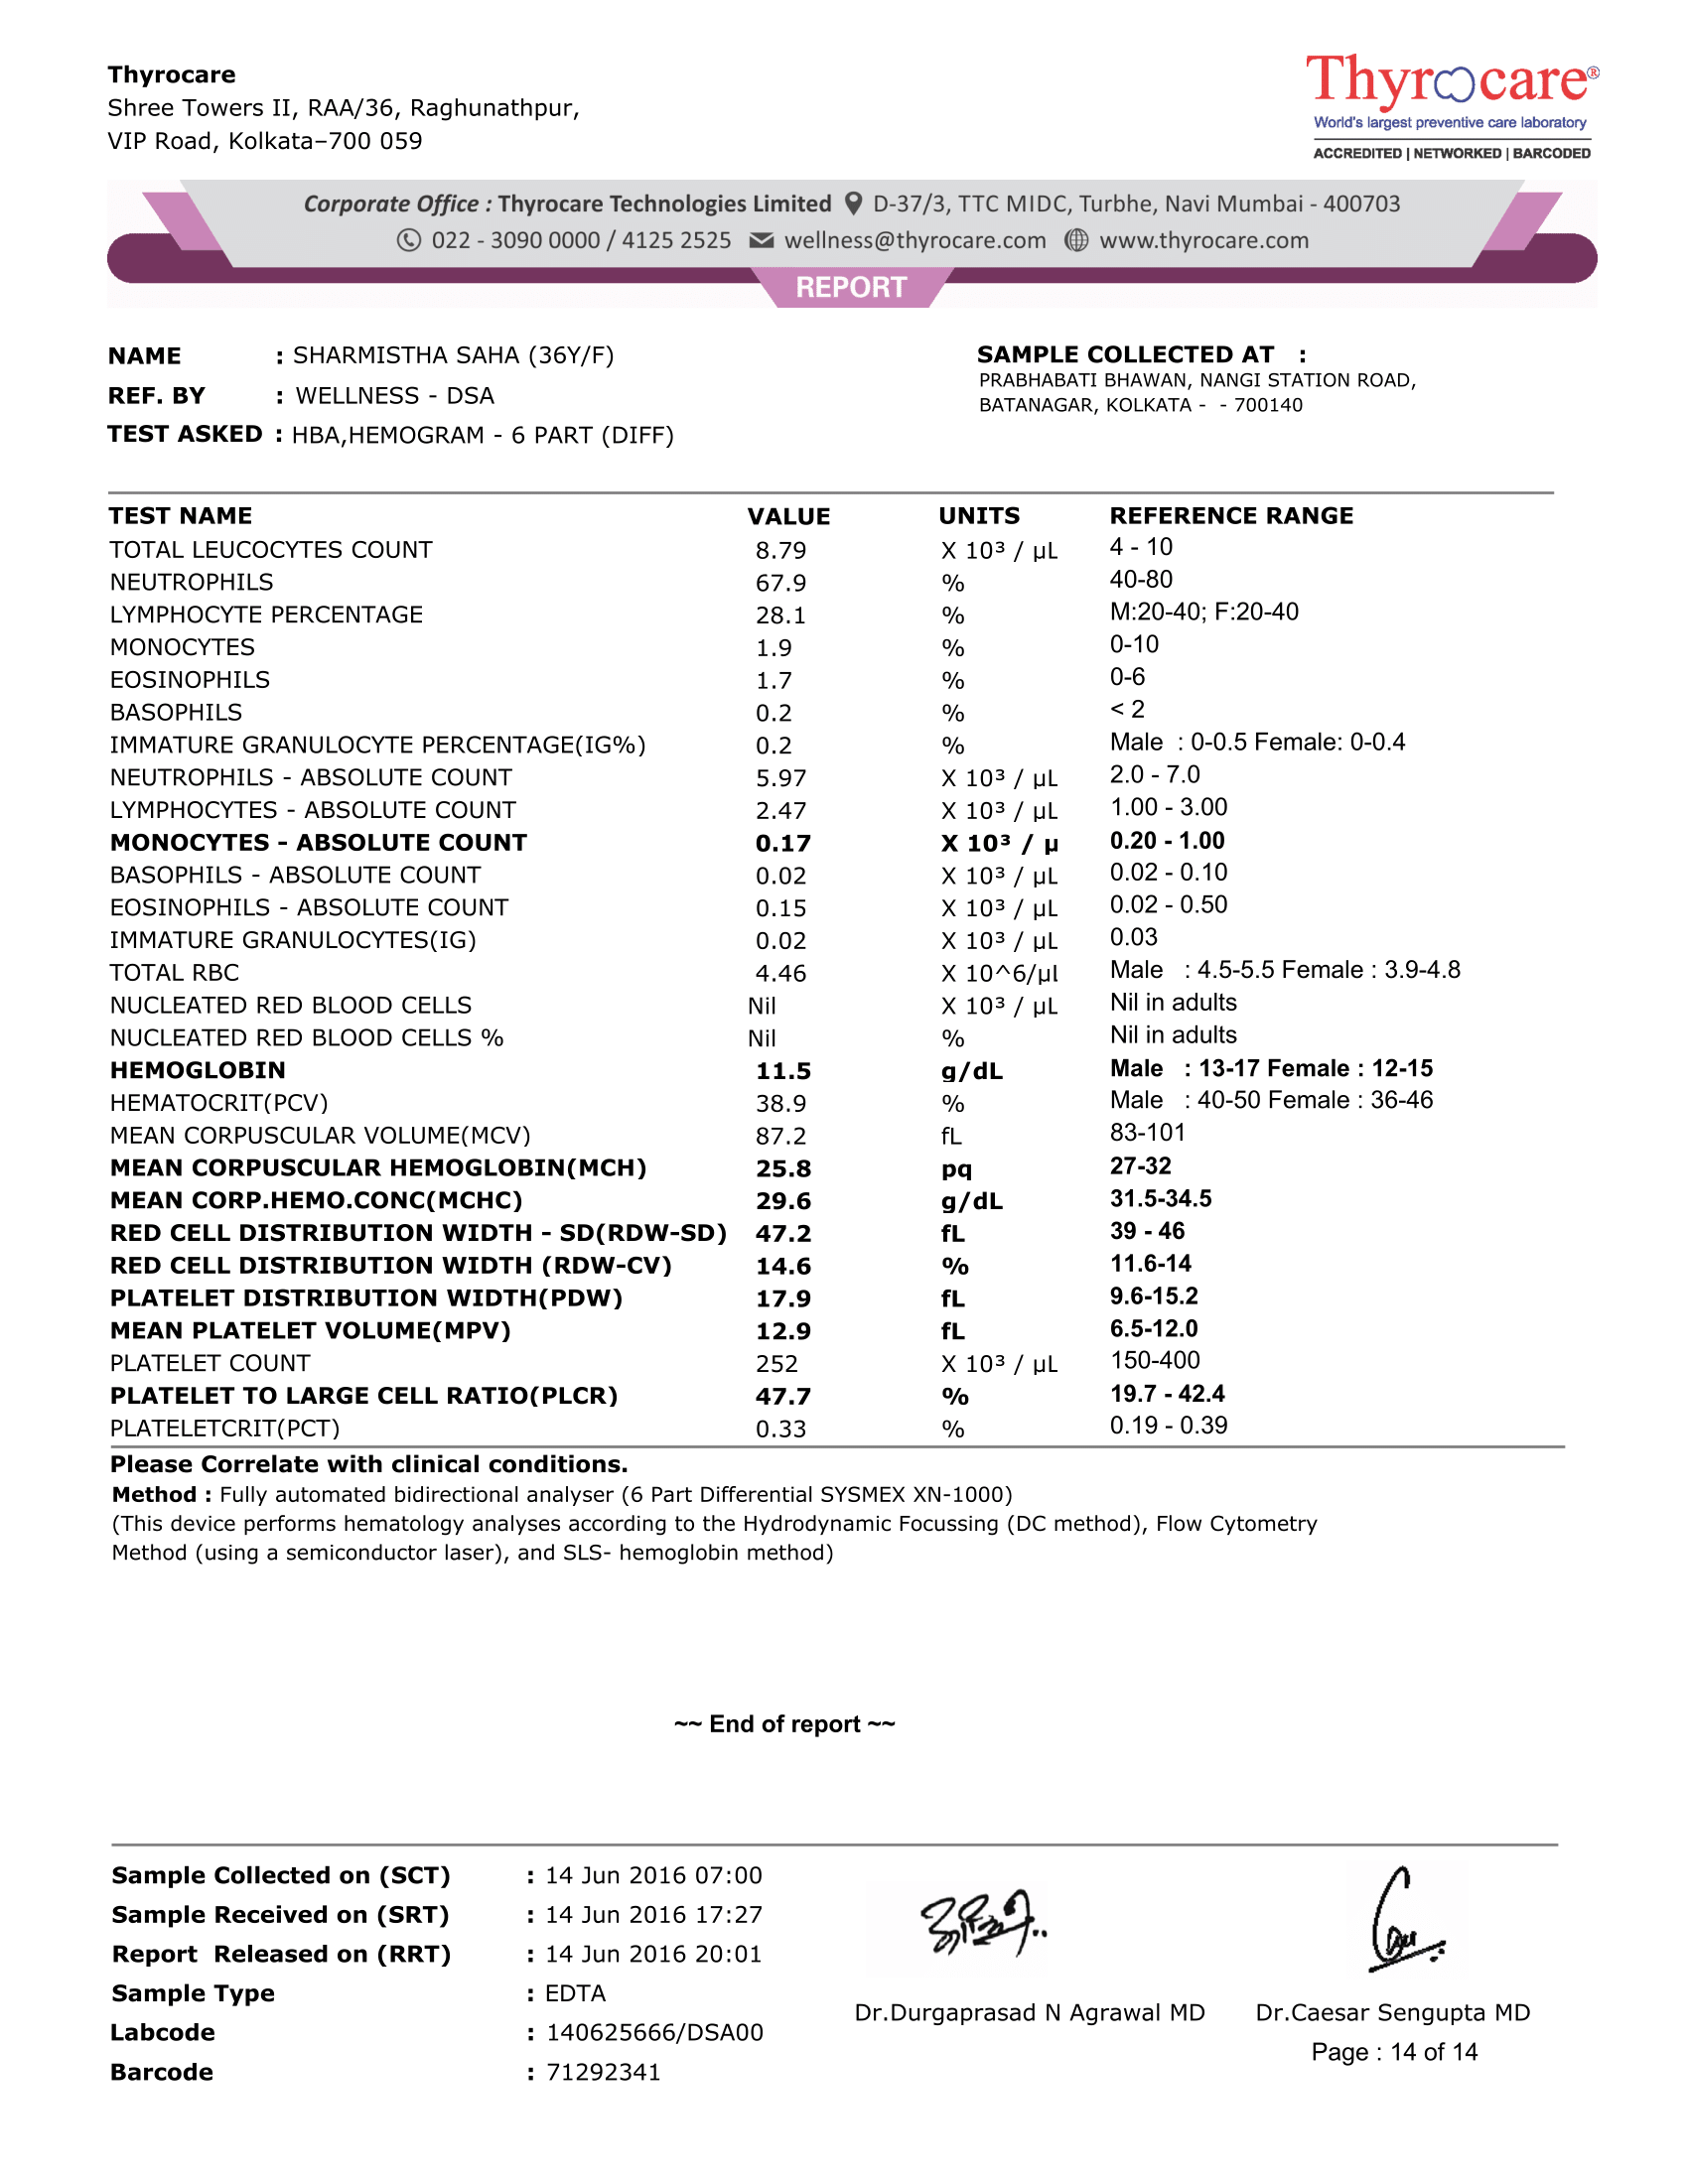 Thyrocare
Shree Towers II, RAA/36, Raghunathpur,
VIP Road, Kolkata–700 059
Thyrocare®
World's largest preventive care laboratory
ACCREDITED | NETWORKED | BARCODED
Corporate Office : Thyrocare Technologies Limited D-37/3, TTC MIDC, Turbhe, Navi Mumbai - 400703
022 - 3090 0000 / 4125 2525 wellness@thyrocare.com www.thyrocare.com
REPORT
NAME : SHARMISTHA SAHA (36Y/F)
REF. BY : WELLNESS - DSA
TEST ASKED : HBA,HEMOGRAM - 6 PART (DIFF)
SAMPLE COLLECTED AT :
PRABHABATI BHAWAN, NANGI STATION ROAD,
BATANAGAR, KOLKATA - - 700140
TEST NAME VALUE UNITS REFERENCE RANGE
TOTAL LEUCOCYTES COUNT 8.79 X 10³ / µL 4 - 10
NEUTROPHILS 67.9 % 40-80
LYMPHOCYTE PERCENTAGE 28.1 % M:20-40; F:20-40
MONOCYTES 1.9 % 0-10
EOSINOPHILS 1.7 % 0-6
BASOPHILS 0.2 % < 2
IMMATURE GRANULOCYTE PERCENTAGE(IG%) 0.2 % Male : 0-0.5 Female: 0-0.4
NEUTROPHILS - ABSOLUTE COUNT 5.97 X 10³ / µL 2.0 - 7.0
LYMPHOCYTES - ABSOLUTE COUNT 2.47 X 10³ / µL 1.00 - 3.00
MONOCYTES - ABSOLUTE COUNT 0.17 X 10³ / µ 0.20 - 1.00
BASOPHILS - ABSOLUTE COUNT 0.02 X 10³ / µL 0.02 - 0.10
EOSINOPHILS - ABSOLUTE COUNT 0.15 X 10³ / µL 0.02 - 0.50
IMMATURE GRANULOCYTES(IG) 0.02 X 10³ / µL 0.03
TOTAL RBC 4.46 X 10^6/µl Male : 4.5-5.5 Female : 3.9-4.8
NUCLEATED RED BLOOD CELLS Nil X 10³ / µL Nil in adults
NUCLEATED RED BLOOD CELLS % Nil % Nil in adults
HEMOGLOBIN 11.5 g/dL Male : 13-17 Female : 12-15
HEMATOCRIT(PCV) 38.9 % Male : 40-50 Female : 36-46
MEAN CORPUSCULAR VOLUME(MCV) 87.2 fL 83-101
MEAN CORPUSCULAR HEMOGLOBIN(MCH) 25.8 pq 27-32
MEAN CORP.HEMO.CONC(MCHC) 29.6 g/dL 31.5-34.5
RED CELL DISTRIBUTION WIDTH - SD(RDW-SD) 47.2 fL 39 - 46
RED CELL DISTRIBUTION WIDTH (RDW-CV) 14.6 % 11.6-14
PLATELET DISTRIBUTION WIDTH(PDW) 17.9 fL 9.6-15.2
MEAN PLATELET VOLUME(MPV) 12.9 fL 6.5-12.0
PLATELET COUNT 252 X 10³ / µL 150-400
PLATELET TO LARGE CELL RATIO(PLCR) 47.7 % 19.7 - 42.4
PLATELETCRIT(PCT) 0.33 % 0.19 - 0.39
Please Correlate with clinical conditions.
Method : Fully automated bidirectional analyser (6 Part Differential SYSMEX XN-1000)
(This device performs hematology analyses according to the Hydrodynamic Focussing (DC method), Flow Cytometry
Method (using a semiconductor laser), and SLS- hemoglobin method)
~~ End of report ~~
Sample Collected on (SCT) : 14 Jun 2016 07:00
Sample Received on (SRT) : 14 Jun 2016 17:27
Report Released on (RRT) : 14 Jun 2016 20:01
Sample Type : EDTA
Labcode : 140625666/DSA00
Barcode : 71292341
Dr.Durgaprasad N Agrawal MD Dr.Caesar Sengupta MD
Page : 14 of 14